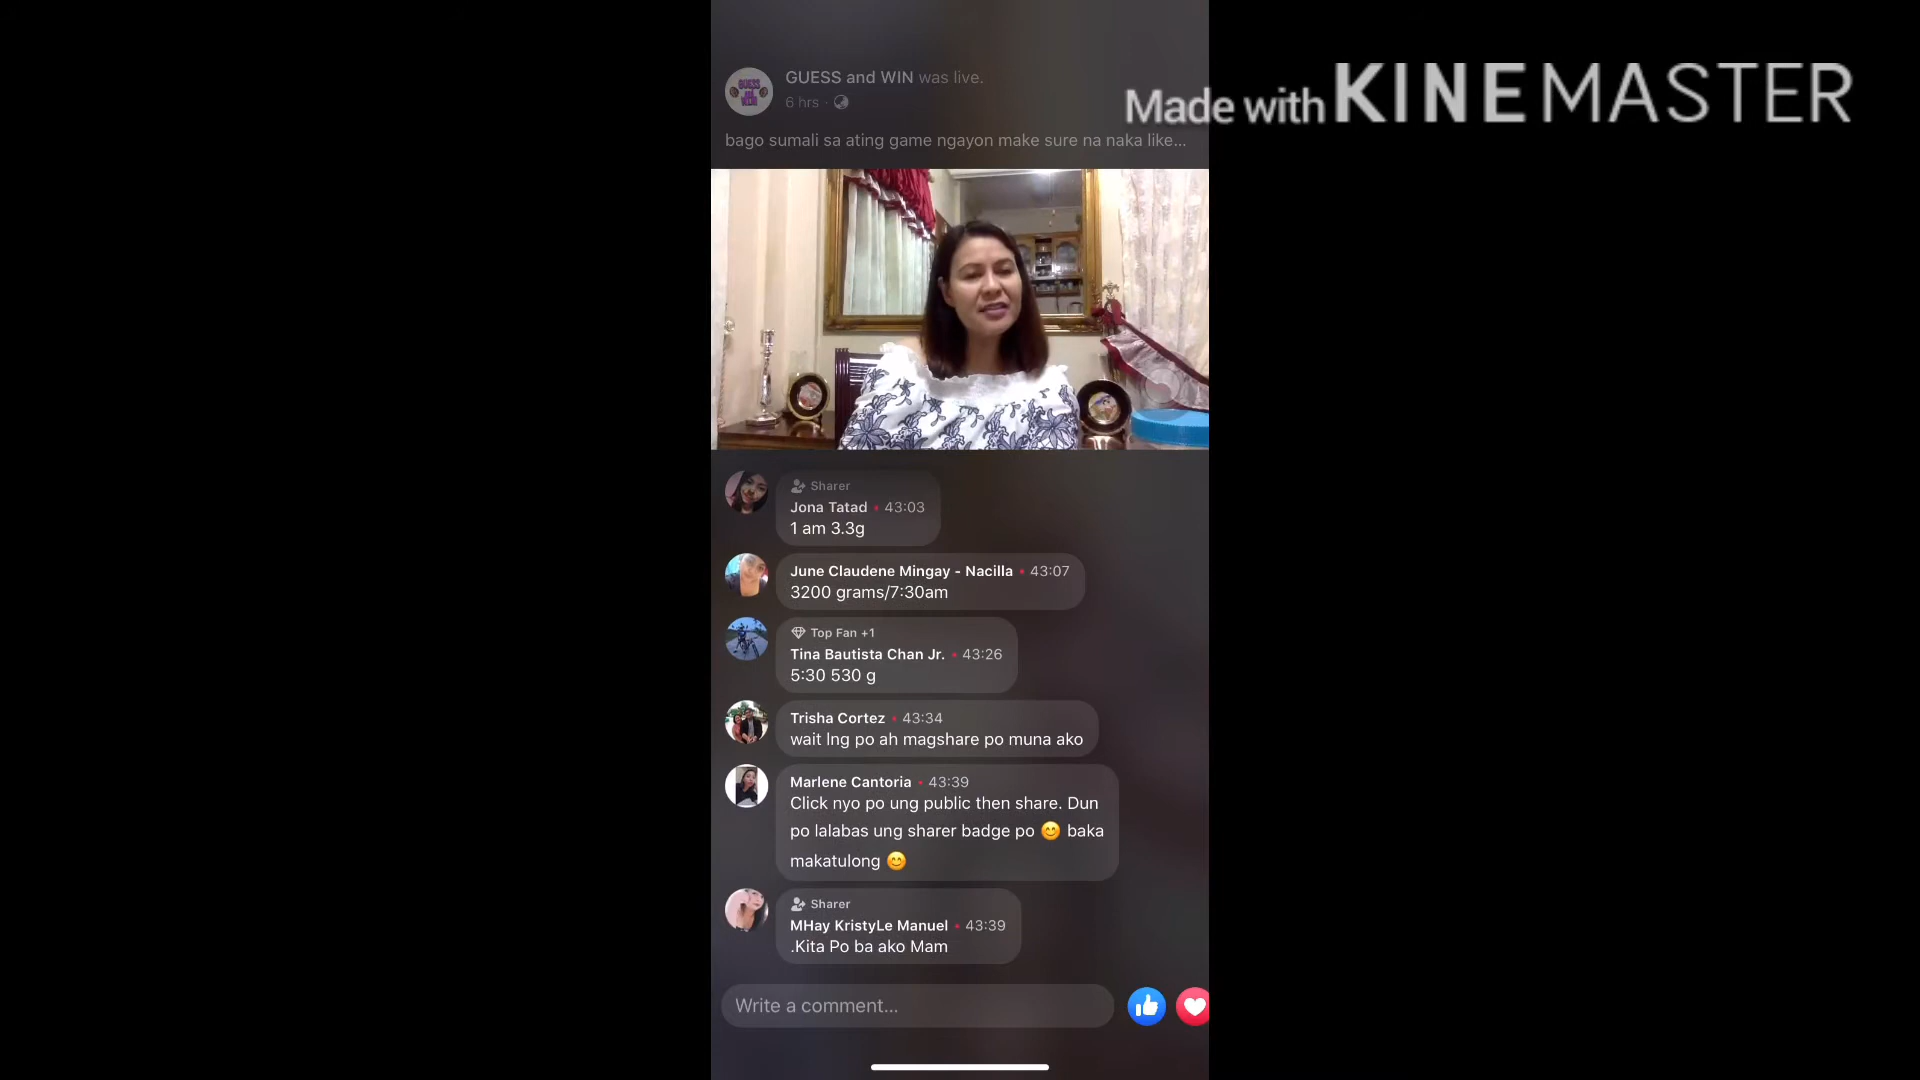 GUESS and WIN was live.
6 hrs ·
Made with KINEMASTER
bago sumali sa ating game ngayon make sure na naka like...
Sharer
Jona Tatad • 43:03
1 am 3.3g
June Claudene Mingay - Nacilla • 43:07
3200 grams/7:30am
Top Fan +1
Tina Bautista Chan Jr. • 43:26
5:30 530 g
Trisha Cortez • 43:34
wait lng po ah magshare po muna ako
Marlene Cantoria • 43:39
Click nyo po ung public then share. Dun
po lalabas ung sharer badge po 😊 baka
makatulong 😊
Sharer
MHay KristyLe Manuel • 43:39
.Kita Po ba ako Mam
Write a comment...